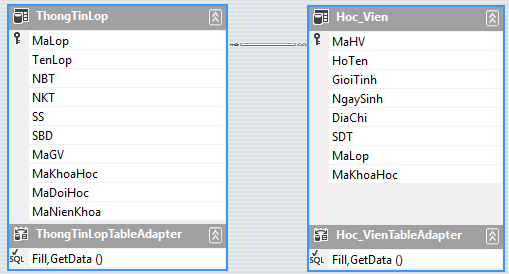 ThongTinLop
MaLop
TenLop
NBT
NKT
SS
SBD
MaGV
MaKhoaHoc
MaDoiHoc
MaNienKhoa
ThongTinLopTableAdapter
SQL Fill,GetData ()
Hoc_Vien
MaHV
HoTen
GioiTinh
NgaySinh
DiaChi
SDT
MaLop
MaKhoaHoc
Hoc_VienTableAdapter
SQL Fill,GetData ()